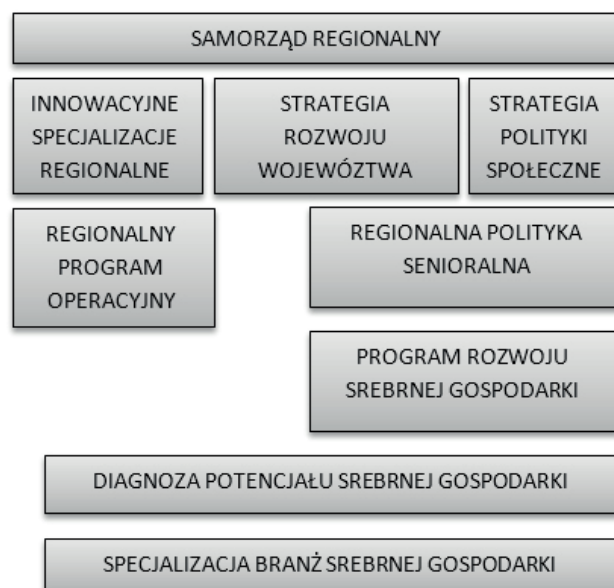 SAMORZĄD REGIONALNY
INNOWACYJNE
SPECJALIZACJE
REGIONALNE
STRATEGIA
ROZWOJU
WOJEWÓZTWA
STRATEGIA
POLITYKI
SPOŁECZNE
REGIONALNY
PROGRAM
OPERACYJNY
REGIONALNA POLITYKA
SENIORALNA
PROGRAM ROZWOJU
SREBRNEJ GOSPODARKI
DIAGNOZA POTENCJAŁU SREBRNEJ GOSPODARKI
SPECJALIZACJA BRANŻ SREBRNEJ GOSPODARKI